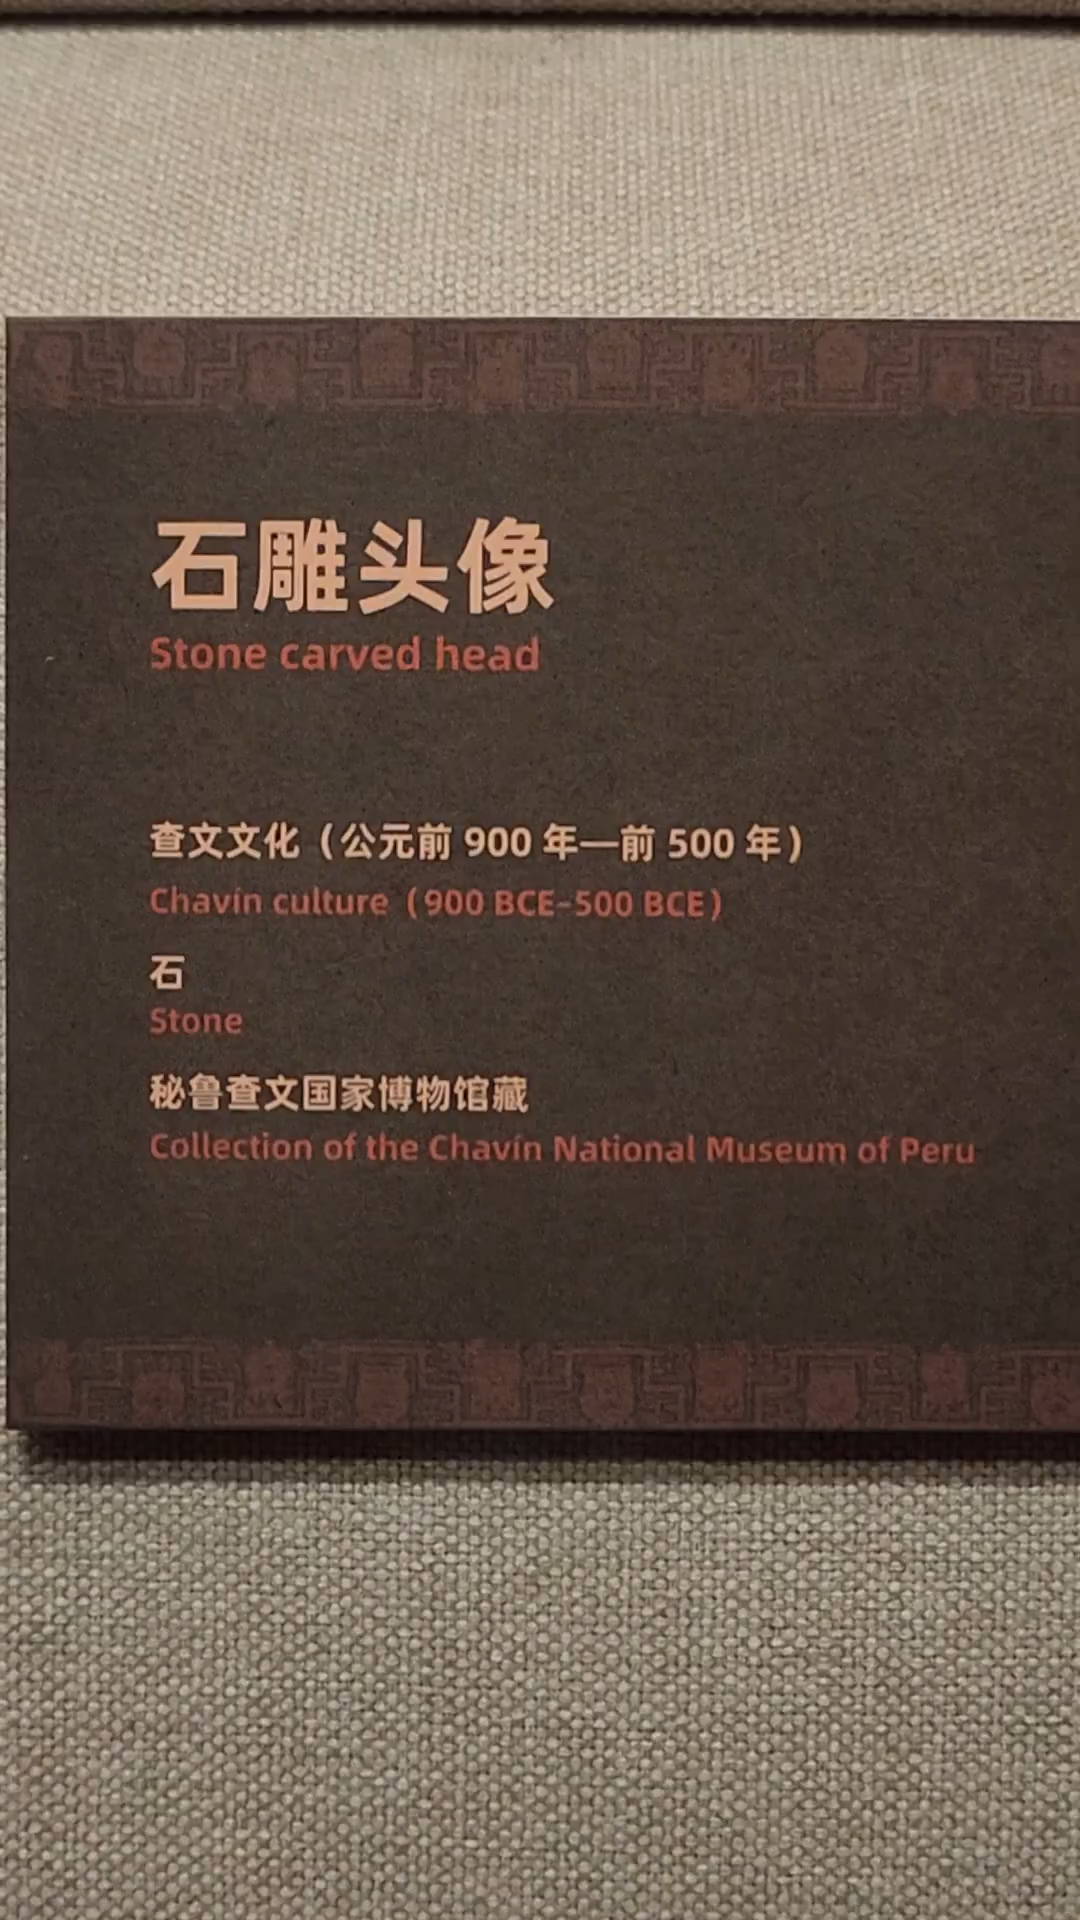 石雕头像
Stone carved head
查文文化（公元前 900 年—前 500 年）
Chavín culture（900 BCE–500 BCE）
石
Stone
秘鲁查文国家博物馆藏
Collection of the Chavín National Museum of Peru